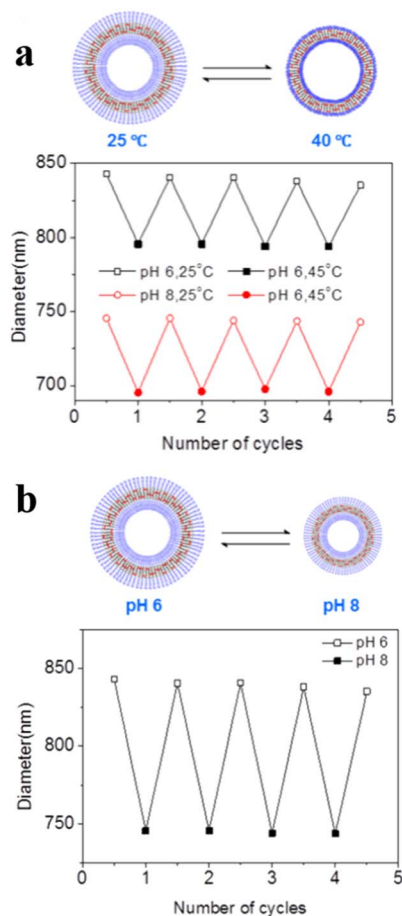 a
25 ℃ 40 ℃
850
800
750
700
Diameter(nm)
pH 6,25°C pH 6,45°C
pH 8,25°C pH 6,45°C
0 1 2 3 4 5
Number of cycles
b
pH 6 pH 8
850
800
750
Diameter(nm)
pH 6
pH 8
0 1 2 3 4 5
Number of cycles